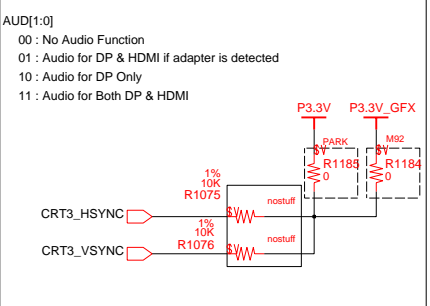 AUD[1:0]
00 : No Audio Function
01 : Audio for DP & HDMI if adapter is detected
10 : Audio for DP Only
11 : Audio for Both DP & HDMI
P3.3V P3.3V_GFX
$V PARK $V M92
R1185 R1184
0 0
1%
10K
R1075
nostuff
CRT3_HSYNC $V
1%
10K
R1076
nostuff
CRT3_VSYNC $V